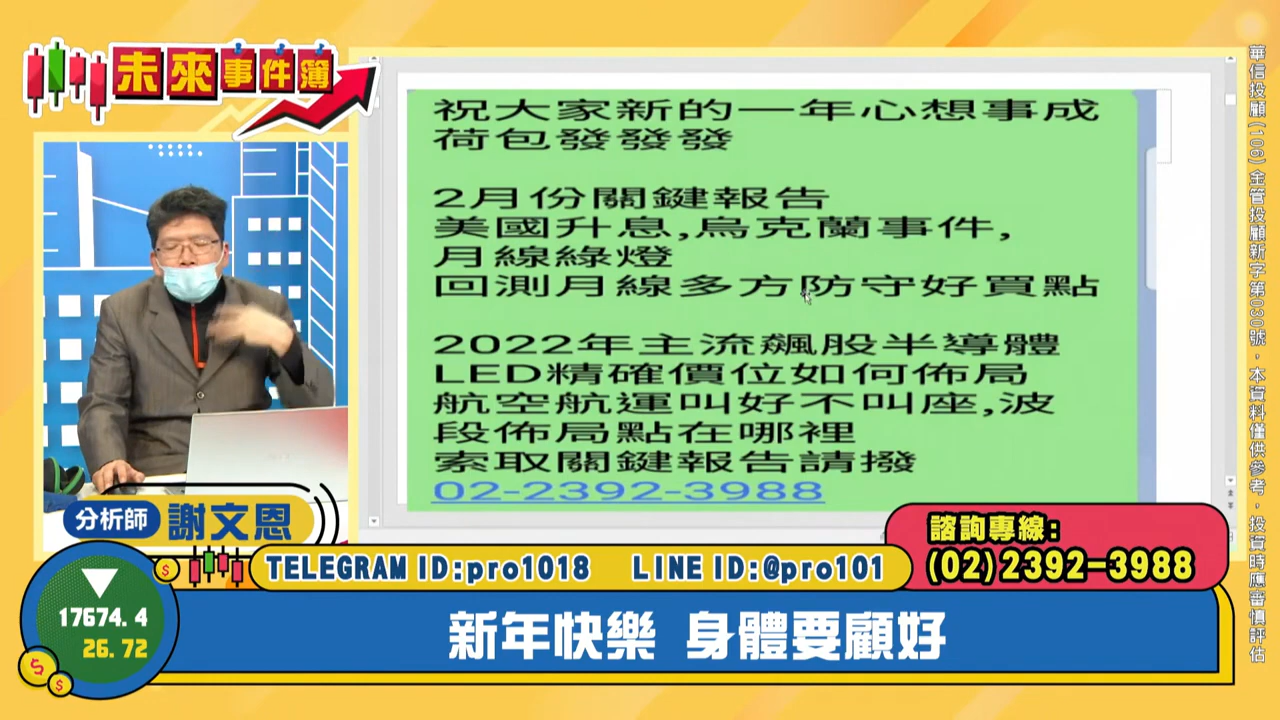 未來事件簿
祝大家新的一年心想事成
荷包發發發
2月份關鍵報告
美國升息,烏克蘭事件,
月線綠燈
回測月線多方防守好買點
2022年主流飆股半導體
LED精確價位如何佈局
航空航運叫好不叫座,波
段佈局點在哪裡
索取關鍵報告請撥
02-2392-3988
華信投顧(106)金管投顧新字第030號，本資料僅供參考，投資時應審慎評估
分析師 謝文恩
諮詢專線:
(02)2392-3988
TELEGRAM ID:pro1018 LINE ID:@pro101
17674.4
26.72
新年快樂 身體要顧好